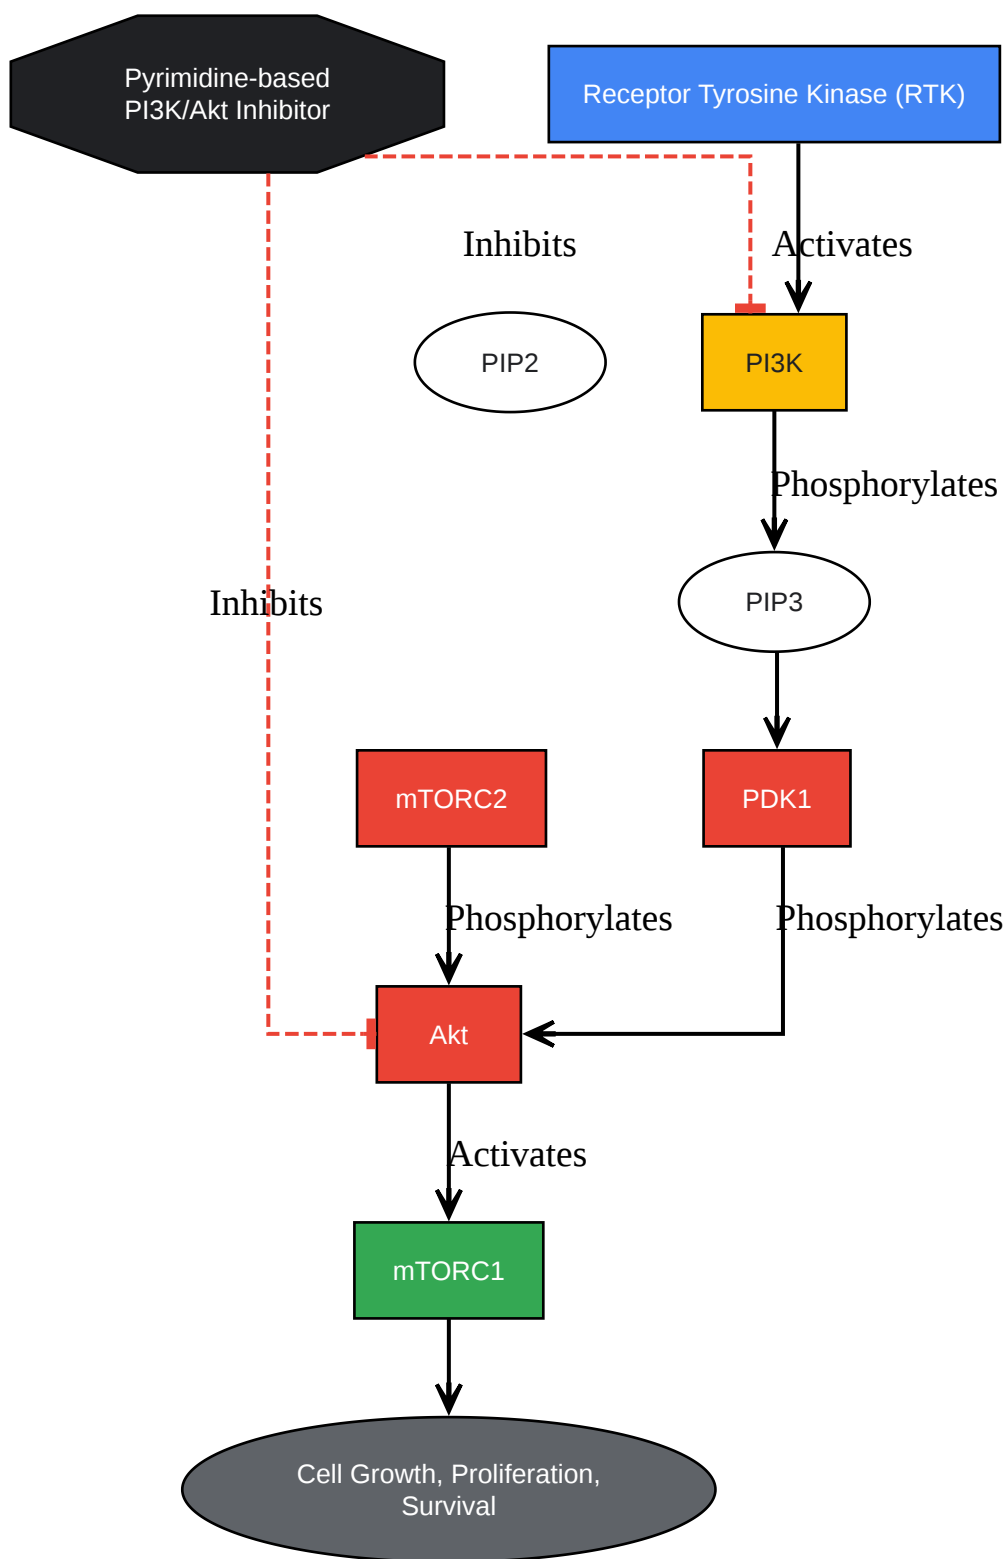 Pyrimidine-based
PI3K/Akt Inhibitor
Receptor Tyrosine Kinase (RTK)
Inhibits
Activates
PIP2
PI3K
Phosphorylates
Inhibits
PIP3
mTORC2
PDK1
Phosphorylates
Phosphorylates
Akt
Activates
mTORC1
Cell Growth, Proliferation,
Survival